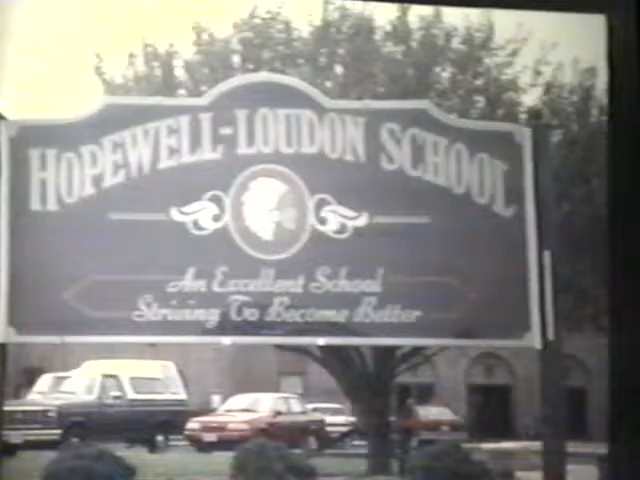 HOPEWELL-LOUDON SCHOOL
An Excellent School
Striving To Become Better